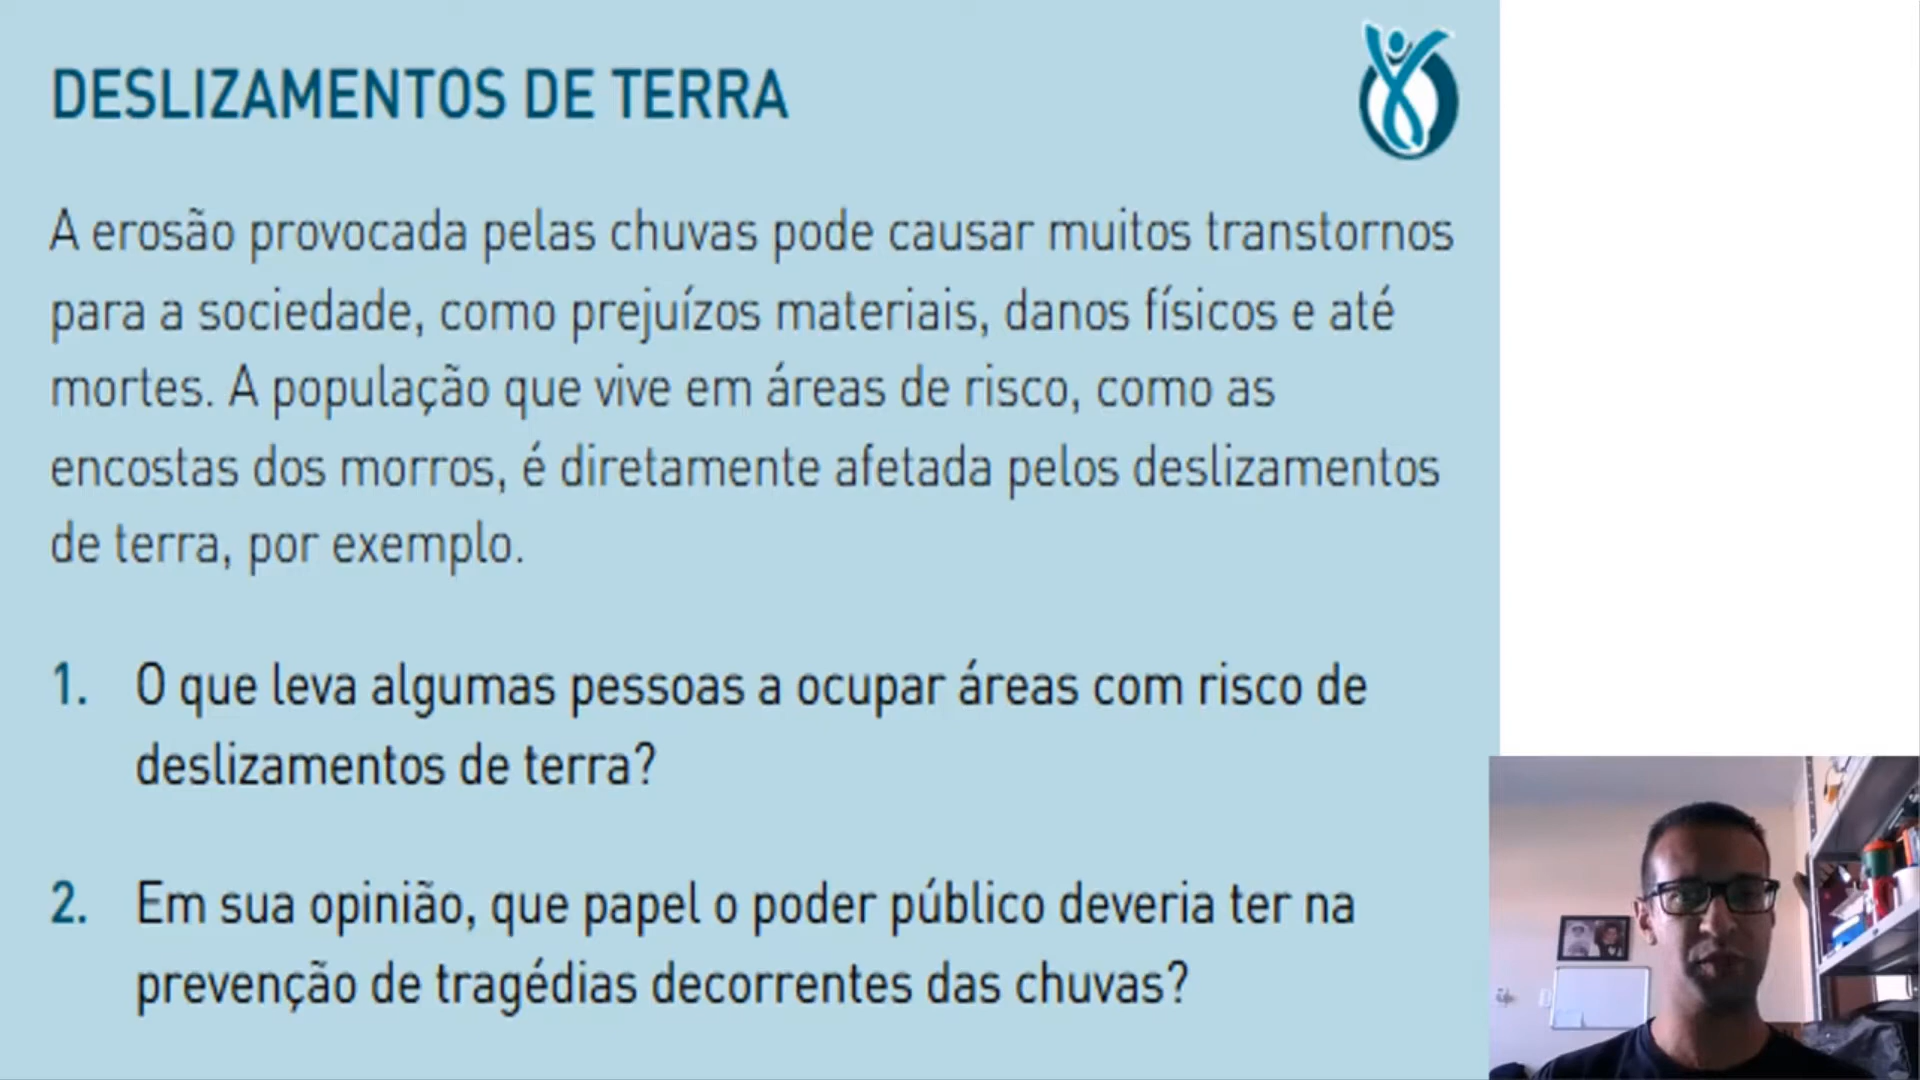 DESLIZAMENTOS DE TERRA
A erosão provocada pelas chuvas pode causar muitos transtornos
para a sociedade, como prejuízos materiais, danos físicos e até
mortes. A população que vive em áreas de risco, como as
encostas dos morros, é diretamente afetada pelos deslizamentos
de terra, por exemplo.
1. O que leva algumas pessoas a ocupar áreas com risco de
deslizamentos de terra?
2. Em sua opinião, que papel o poder público deveria ter na
prevenção de tragédias decorrentes das chuvas?